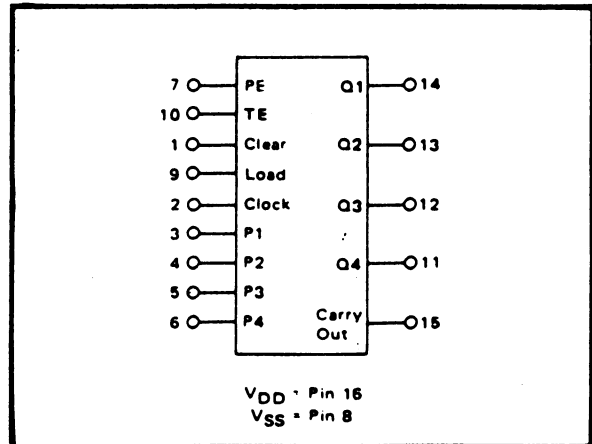 7 PE Q1 14
10 TE
1 Clear Q2 13
9 Load
2 Clock Q3 12
3 P1
4 P2 Q4 11
5 P3
6 P4 Carry Out 15
VDD = Pin 16
VSS = Pin 8